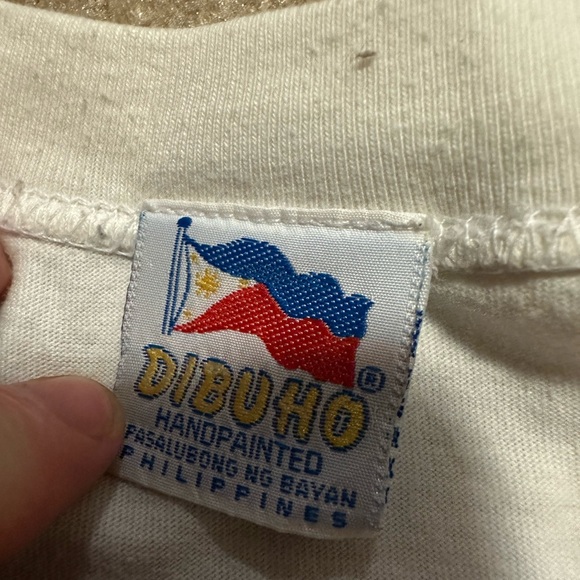 DIBUHO ®
HANDPAINTED
PASALUBONG NG BAYAN
PHILIPPINES